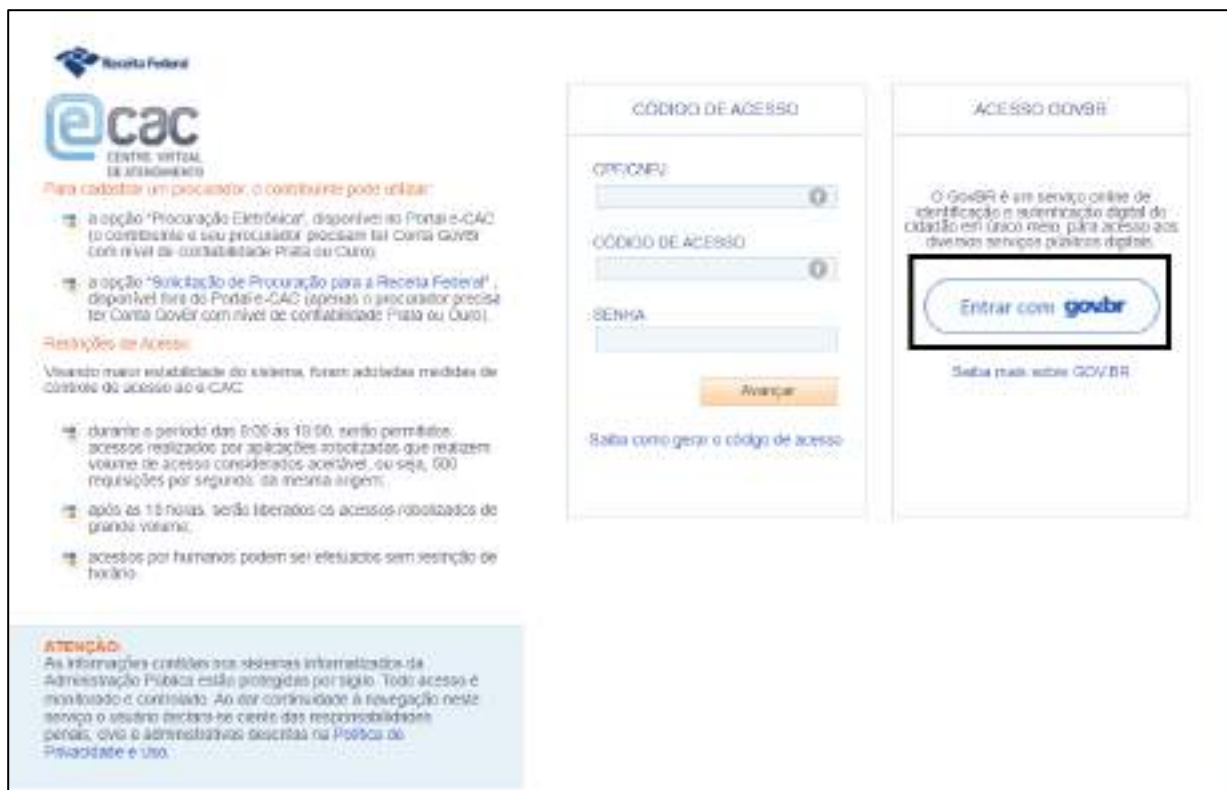 Receita Federal
e cac
CENTRO VIRTUAL
DE ATENDIMENTO
Para cadastrar um procurador, o contribuinte pode utilizar:
a opção "Procuração Eletrônica", disponível no Portal e-CAC
(o contribuinte e seu procurador precisam ter Conta GovBr
com nível de confiabilidade Prata ou Ouro).
a opção "Solicitação de Procuração para a Receita Federal" ,
disponível fora do Portal e-CAC (apenas o procurador precisa
ter Conta GovBr com nível de confiabilidade Prata ou Ouro).
Restrições de Acesso
Visando maior estabilidade do sistema, foram adotadas medidas de
controle de acesso ao e-CAC
durante o período das 8:00 às 18:00, serão permitidos
acessos realizados por aplicações robotizadas que realizem
volume de acesso considerados aceitável, ou seja, 600
requisições por segundo, da mesma origem;
após as 18 horas, serão liberados os acessos robotizados de
grande volume;
acessos por humanos podem ser efetuados sem restrição de
horário
ATENÇÃO:
As informações contidas nos sistemas informatizados da
Administração Pública estão protegidas por sigilo. Todo acesso é
monitorado e controlado. Ao dar continuidade à navegação neste
serviço o usuário declara-se ciente das responsabilidades
penais, civis e administrativas descritas na Política de
Privacidade e Uso.
CÓDIGO DE ACESSO
CPF/CNPJ
CÓDIGO DE ACESSO
SENHA
Avançar
Saiba como gerar o código de acesso
ACESSO GOVBR
O GovBR é um serviço online de
identificação e autenticação digital do
cidadão em único meio, para acesso aos
diversos serviços públicos digitais.
Entrar com gov.br
Saiba mais sobre GOV.BR